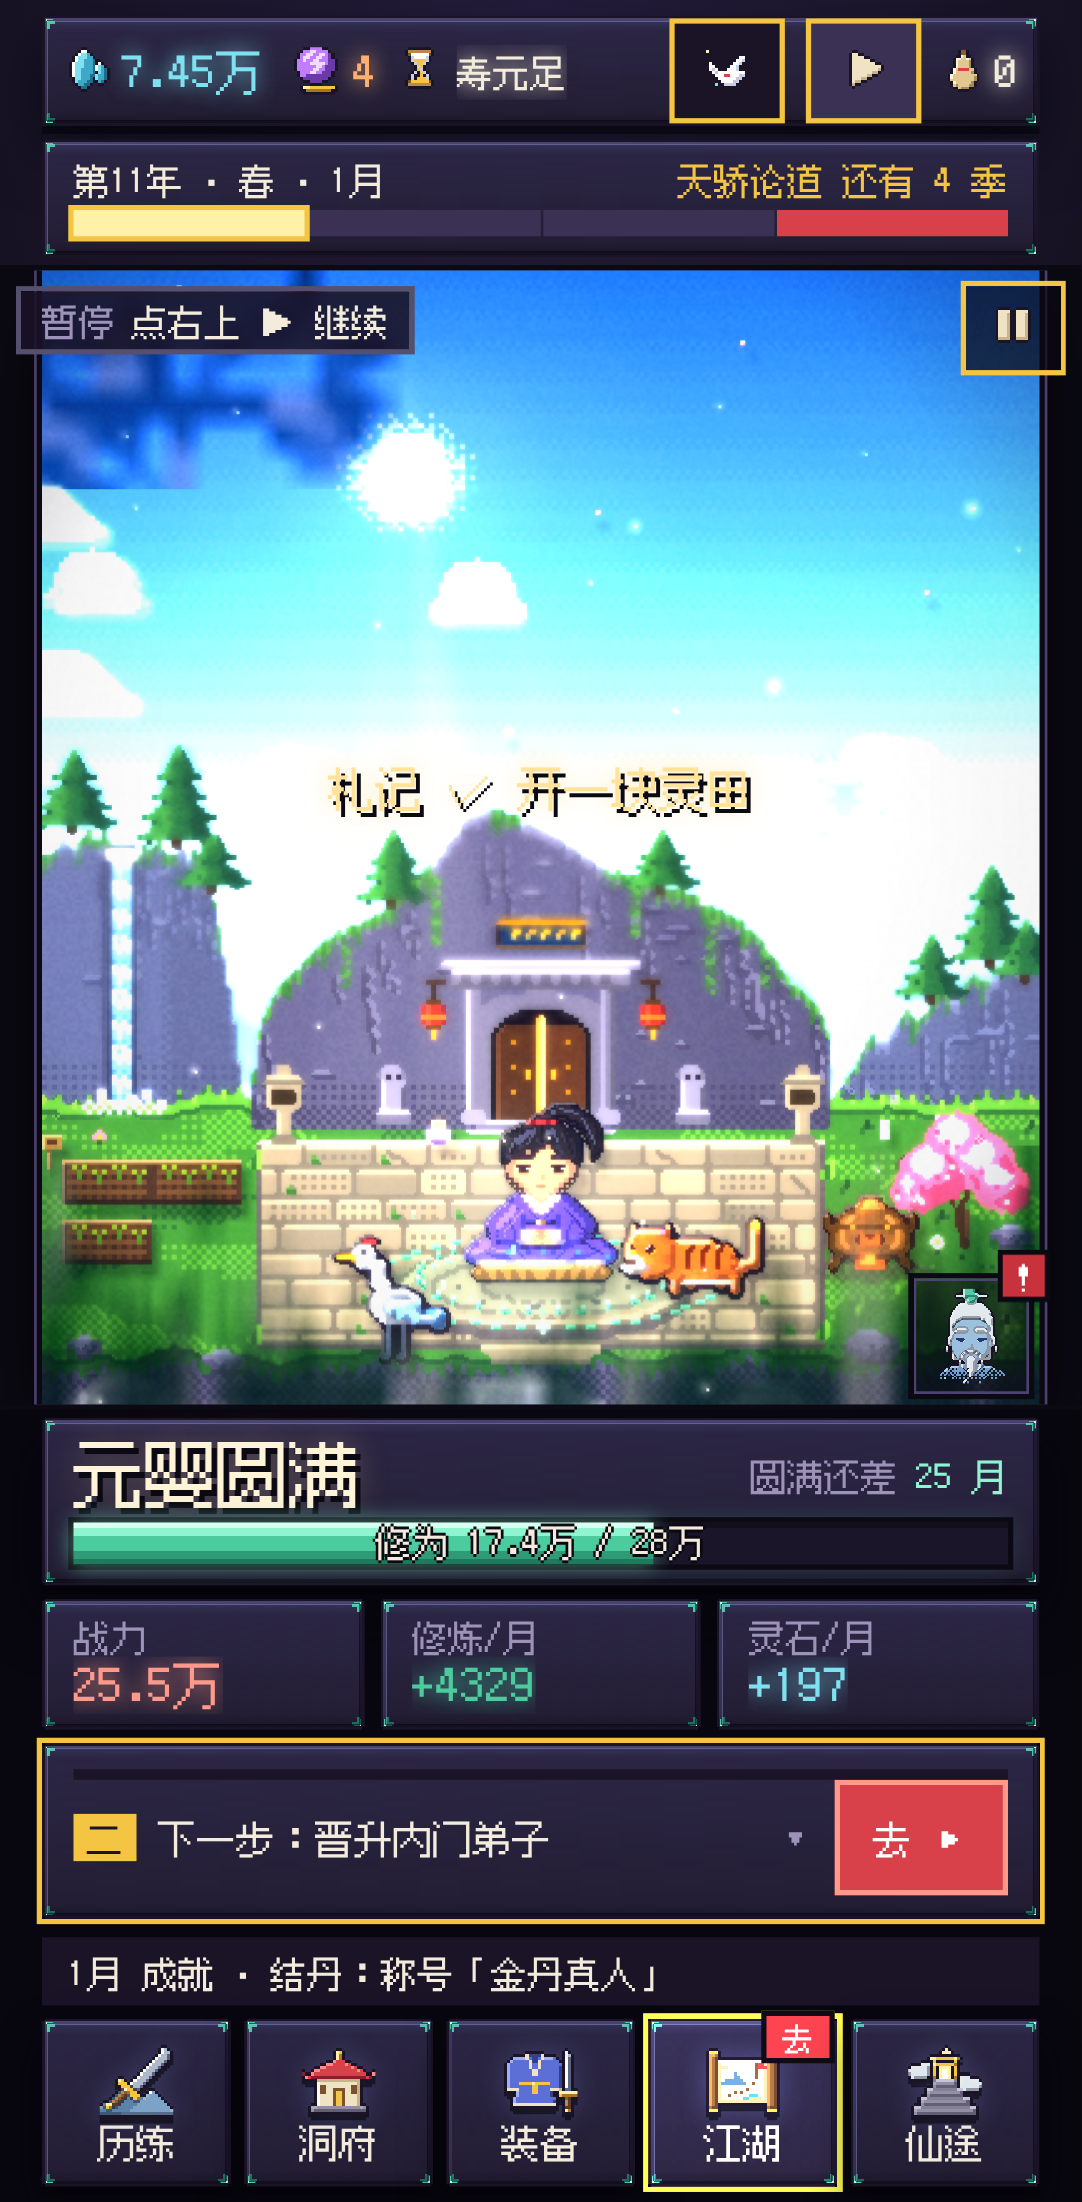 7.45万 4 寿元足 0
第11年 · 春 · 1月 天骄论道 还有 4 季
暂停 点右上 ▶ 继续
札记 ✓ 开一块灵田
元婴圆满 圆满还差 25 月
修为 17.4万 / 28万
战力 修炼/月 灵石/月
25.5万 +4329 +197
二 下一步：晋升内门弟子 ▼ 去 ▶
1月 成就 · 结丹：称号「金丹真人」
去
历练 洞府 装备 江湖 仙途